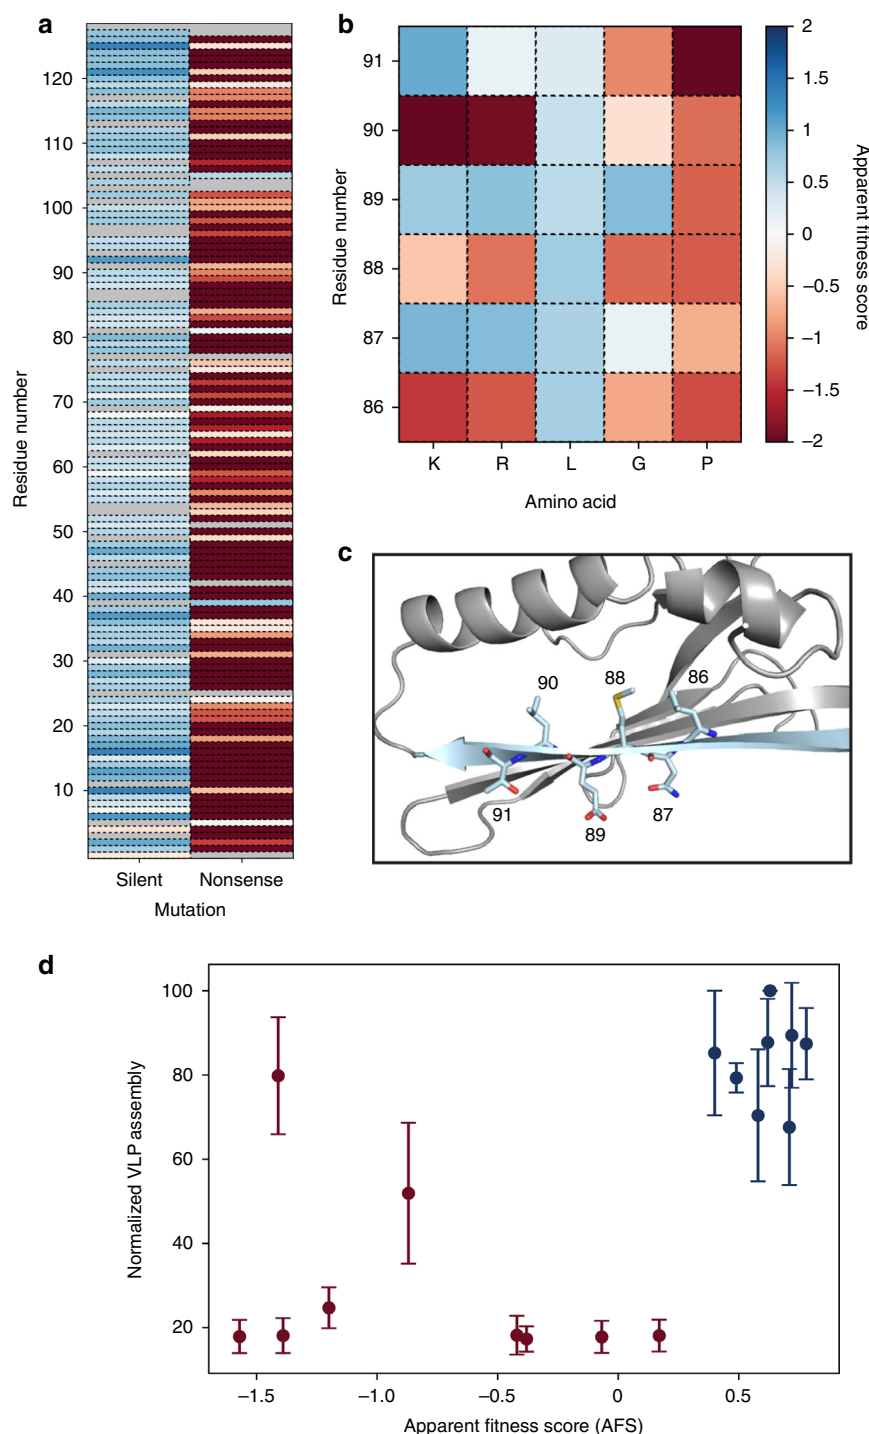 a
120
110
100
90
80
70
60
50
40
30
20
10
Residue number
Silent Nonsense
Mutation
b
91
90
89
88
87
86
Residue number
K R L G P
Amino acid
2
1.5
1
0.5
0
−0.5
−1
−1.5
−2
Apparent fitness score
c
90 88 86
91 89 87
d
100
80
60
40
20
Normalized VLP assembly
−1.5 −1.0 −0.5 0 0.5
Apparent fitness score (AFS)